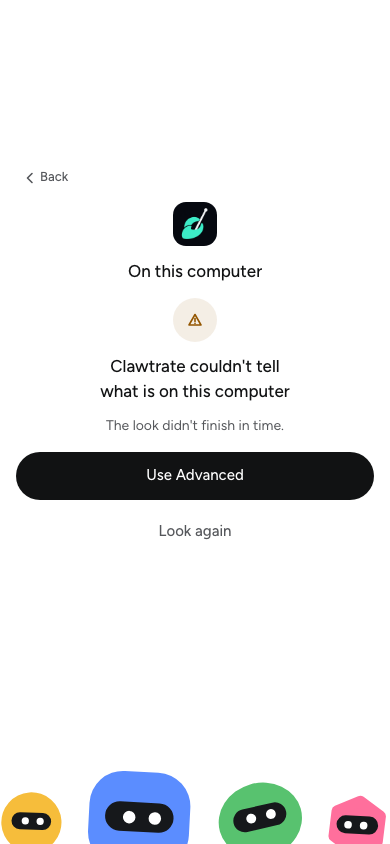 Back
On this computer
Clawtrate couldn't tell
what is on this computer
The look didn't finish in time.
Use Advanced
Look again